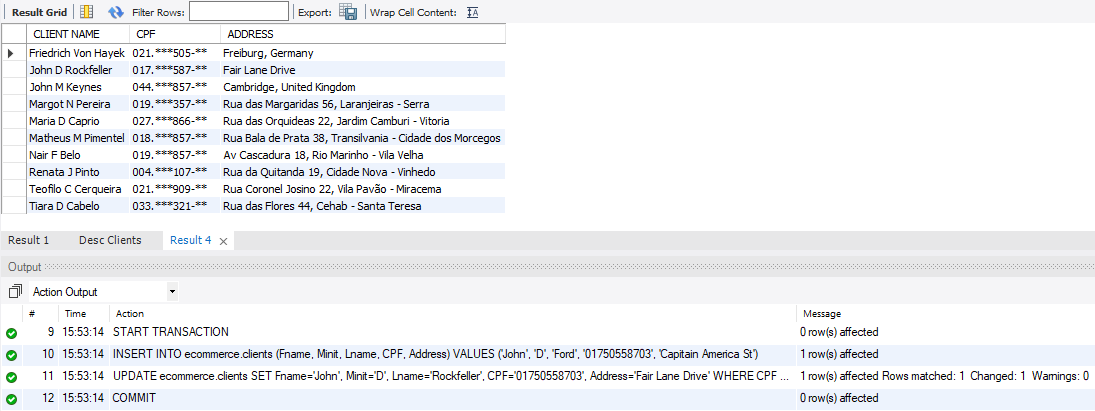 Result Grid Filter Rows: Export: Wrap Cell Content: IA
CLIENT NAME CPF ADDRESS
Friedrich Von Hayek 021.***505-** Freiburg, Germany
John D Rockfeller 017.***587-** Fair Lane Drive
John M Keynes 044.***857-** Cambridge, United Kingdom
Margot N Pereira 019.***357-** Rua das Margaridas 56, Laranjeiras - Serra
Maria D Caprio 027.***866-** Rua das Orquideas 22, Jardim Camburi - Vitoria
Matheus M Pimentel 018.***857-** Rua Bala de Prata 38, Transilvania - Cidade dos Morcegos
Nair F Belo 019.***857-** Av Cascadura 18, Rio Marinho - Vila Velha
Renata J Pinto 004.***107-** Rua da Quitanda 19, Cidade Nova - Vinhedo
Teofilo C Cerqueira 021.***909-** Rua Coronel Josino 22, Vila Pavão - Miracema
Tiara D Cabelo 033.***321-** Rua das Flores 44, Cehab - Santa Teresa
Result 1 Desc Clients Result 4
Output
Action Output
# Time Action Message
9 15:53:14 START TRANSACTION 0 row(s) affected
10 15:53:14 INSERT INTO ecommerce.clients (Fname, Minit, Lname, CPF, Address) VALUES ('John', 'D', 'Ford', '01750558703', 'Capitain America St') 1 row(s) affected
11 15:53:14 UPDATE ecommerce.clients SET Fname='John', Minit='D', Lname='Rockfeller', CPF='01750558703', Address='Fair Lane Drive' WHERE CPF ... 1 row(s) affected Rows matched: 1 Changed: 1 Warnings: 0
12 15:53:14 COMMIT 0 row(s) affected